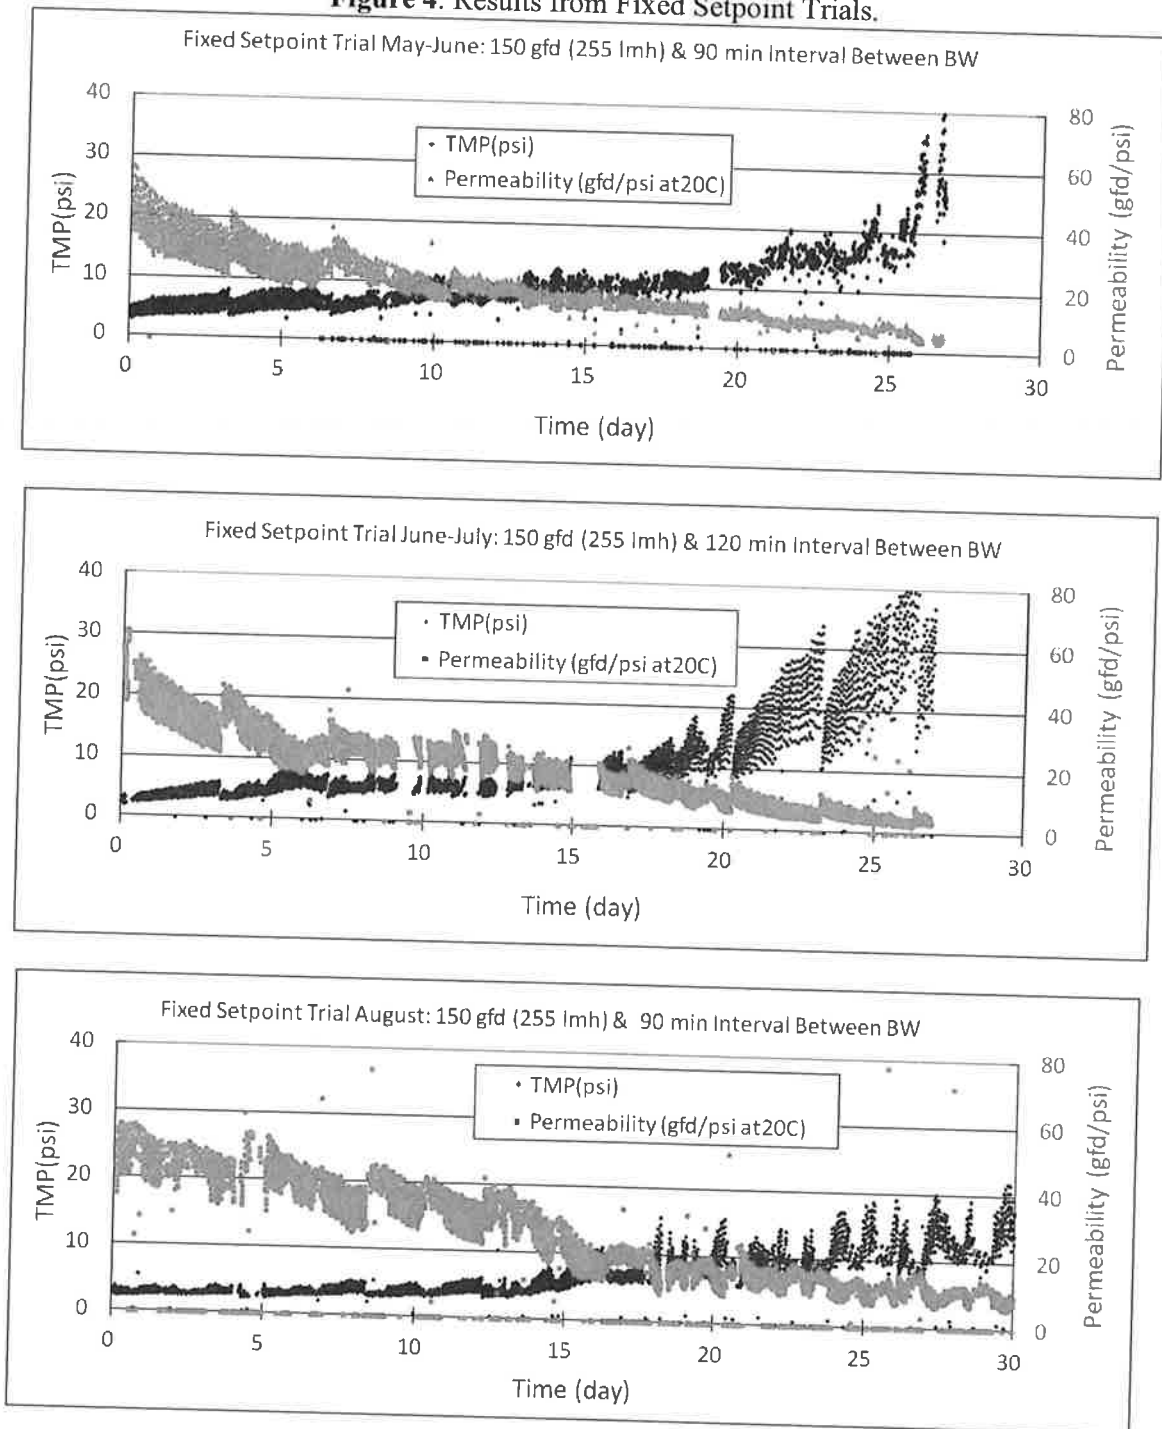 Figure 4. Results from Fixed Setpoint Trials.
Fixed Setpoint Trial May-June: 150 gfd (255 lmh) & 90 min Interval Between BW
40
30
20
10
0
TMP(psi)
TMP(psi)
Permeability (gfd/psi at20C)
80
60
40
20
0
Permeability (gfd/psi)
0 5 10 15 20 25 30
Time (day)
Fixed Setpoint Trial June-July: 150 gfd (255 lmh) & 120 min Interval Between BW
40
30
20
10
0
TMP(psi)
TMP(psi)
Permeability (gfd/psi at20C)
80
60
40
20
0
Permeability (gfd/psi)
0 5 10 15 20 25 30
Time (day)
Fixed Setpoint Trial August: 150 gfd (255 lmh) & 90 min Interval Between BW
40
30
20
10
0
TMP(psi)
TMP(psi)
Permeability (gfd/psi at20C)
80
60
40
20
0
Permeability (gfd/psi)
0 5 10 15 20 25 30
Time (day)